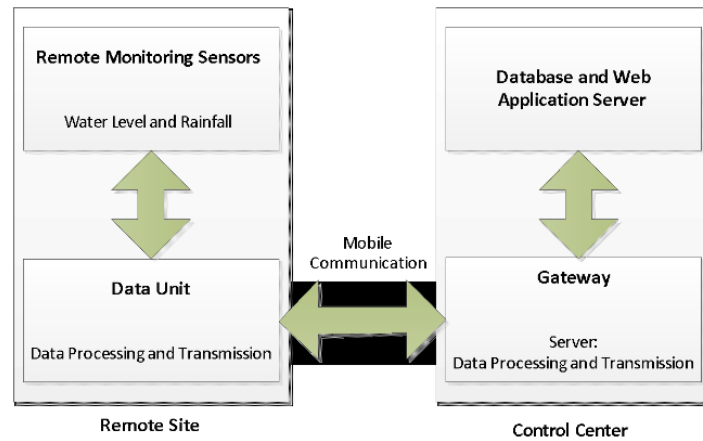 Remote Monitoring Sensors
Water Level and Rainfall
Data Unit
Data Processing and Transmission
Remote Site
Mobile
Communication
Database and Web
Application Server
Gateway
Server:
Data Processing and Transmission
Control Center